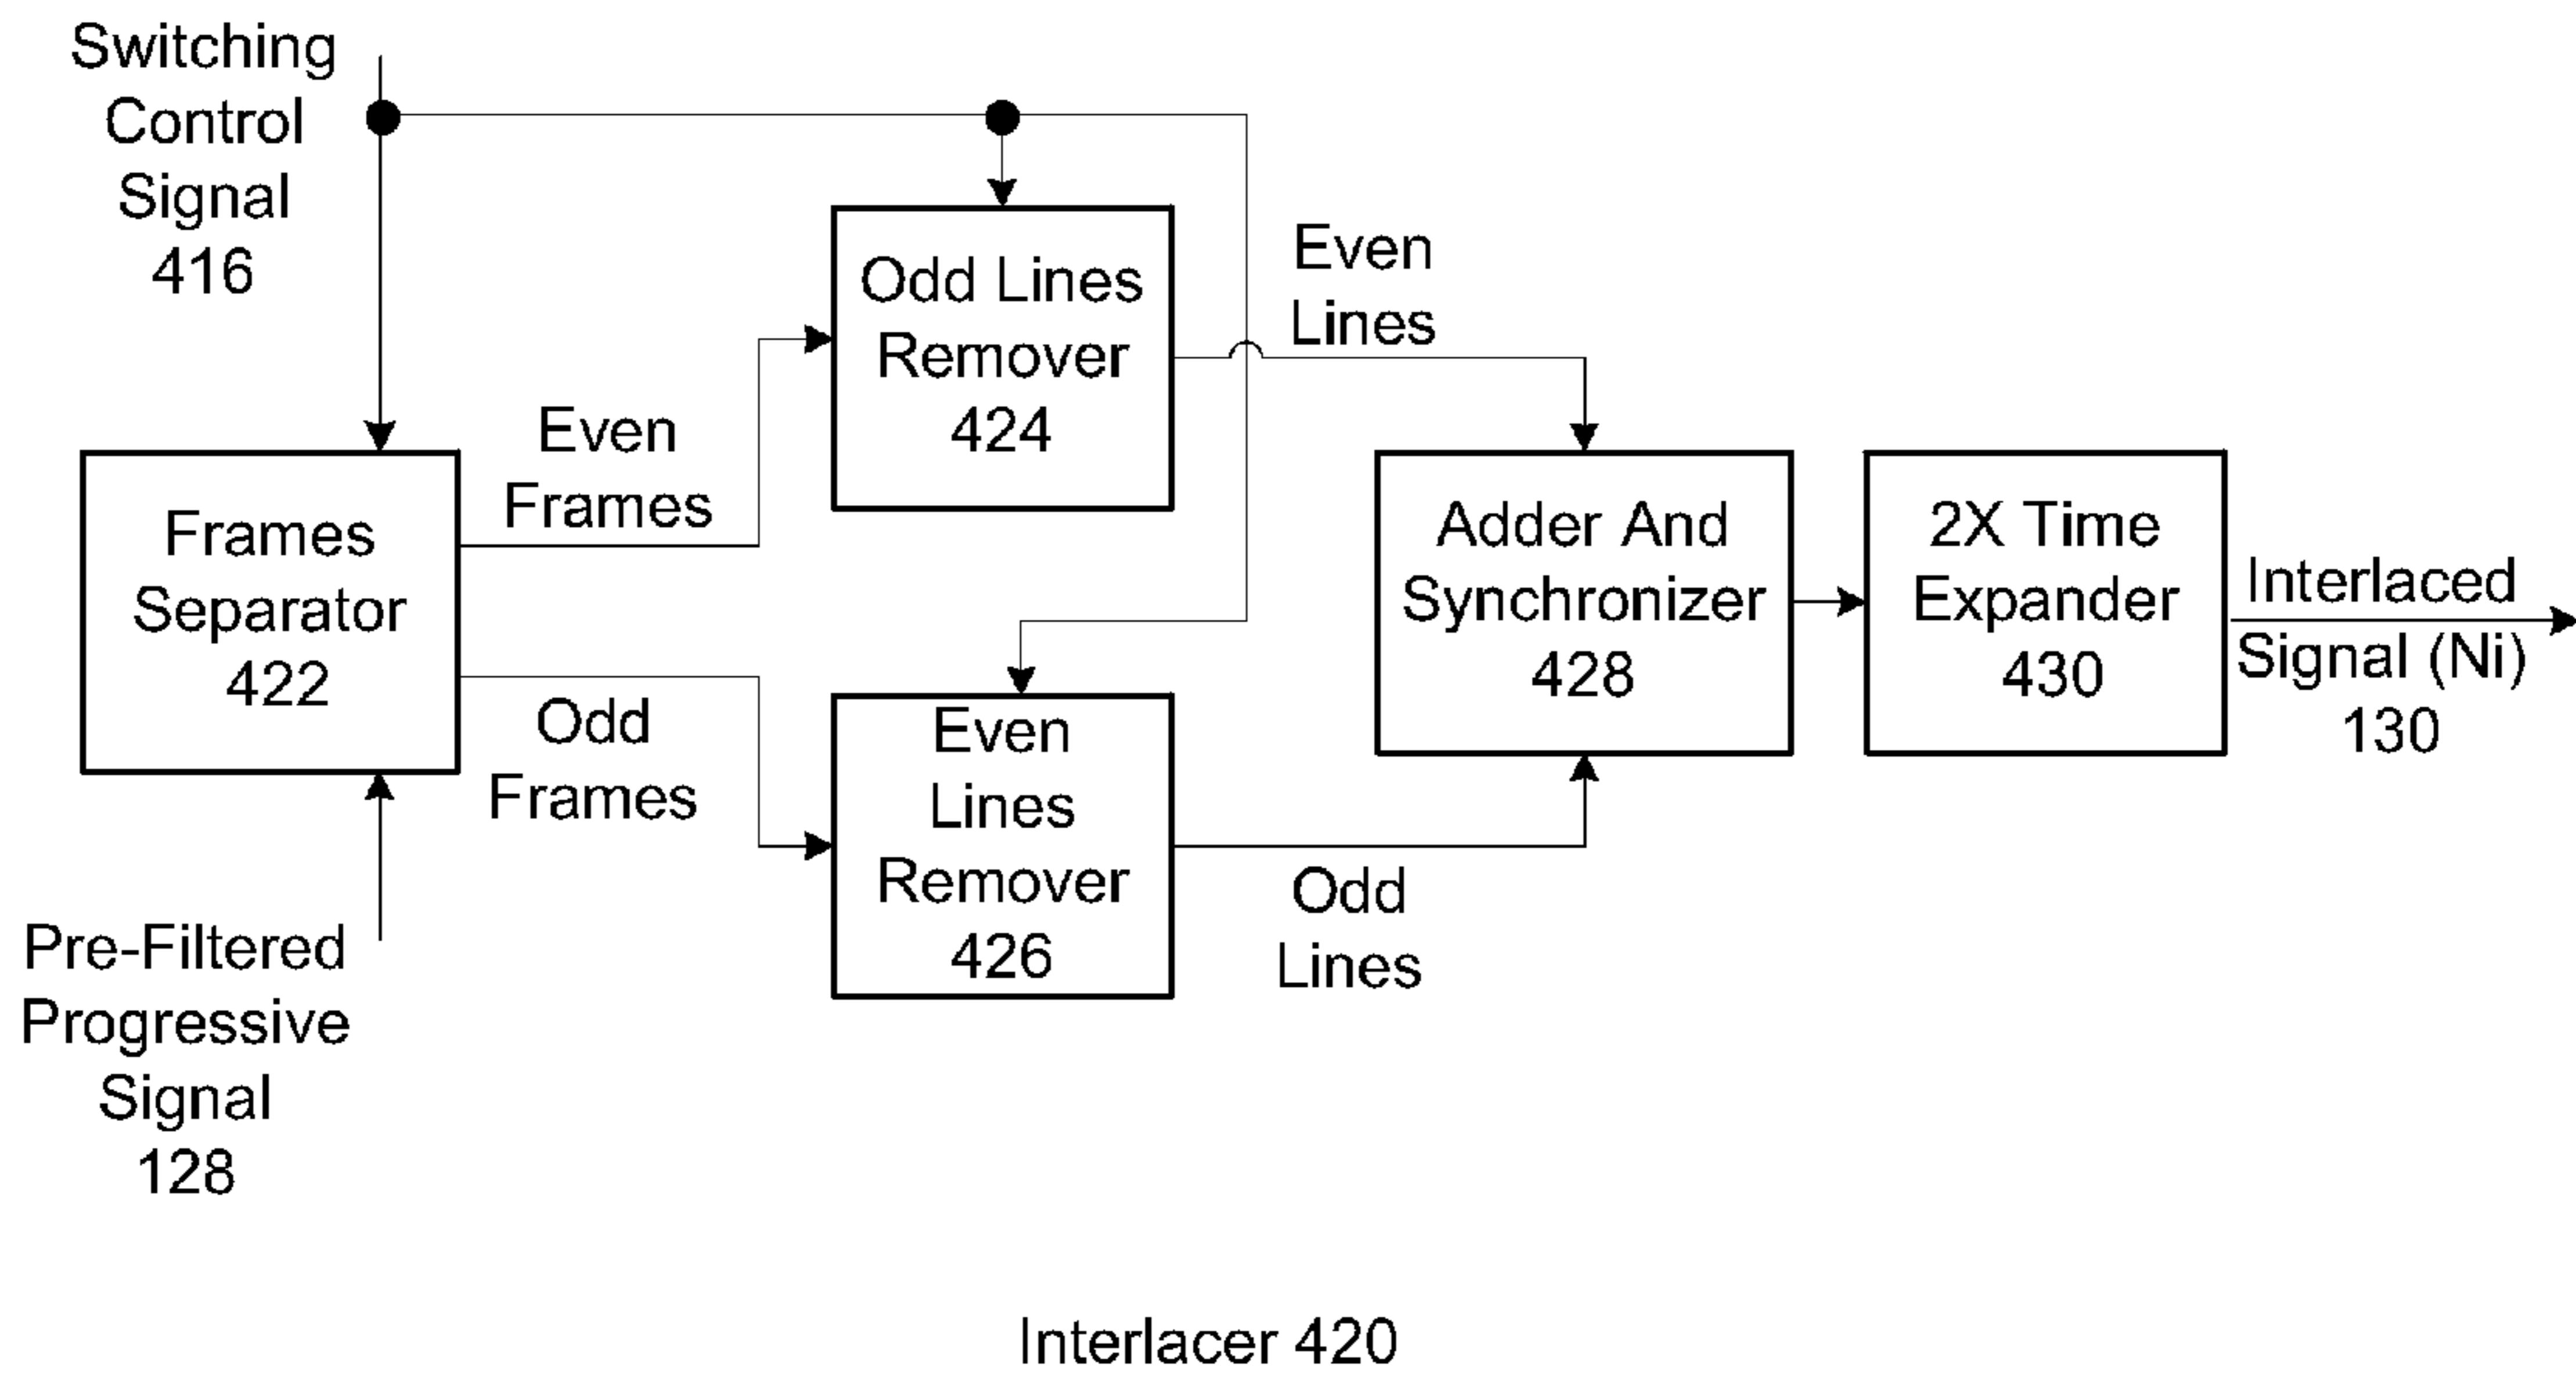 Switching
Control
Signal
416
Odd Lines
Remover
424
Even
Lines
Even
Frames
Frames
Separator
422
Adder And
Synchronizer
428
2X Time
Expander
430
Interlaced
Signal (Ni)
130
Odd
Frames
Even
Lines
Remover
426
Odd
Lines
Pre-Filtered
Progressive
Signal
128
Interlacer 420